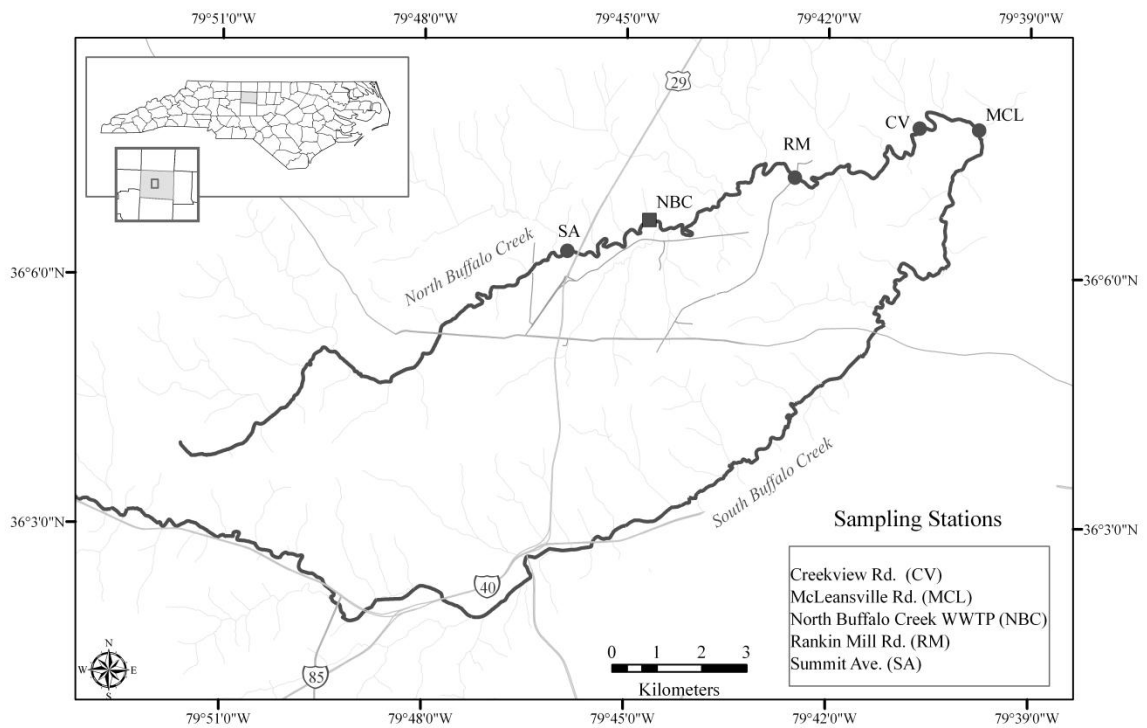 79°51'0"W 79°48'0"W 79°45'0"W 79°42'0"W 79°39'0"W
29
CV
MCL
RM
NBC
SA
North Buffalo Creek
36°6'0"N
36°6'0"N
South Buffalo Creek
36°3'0"N
36°3'0"N
Sampling Stations
Creekview Rd. (CV)
McLeansville Rd. (MCL)
North Buffalo Creek WWTP (NBC)
Rankin Mill Rd. (RM)
Summit Ave. (SA)
40
85
N
W E
S
0 1 2 3
Kilometers
79°51'0"W 79°48'0"W 79°45'0"W 79°42'0"W 79°39'0"W